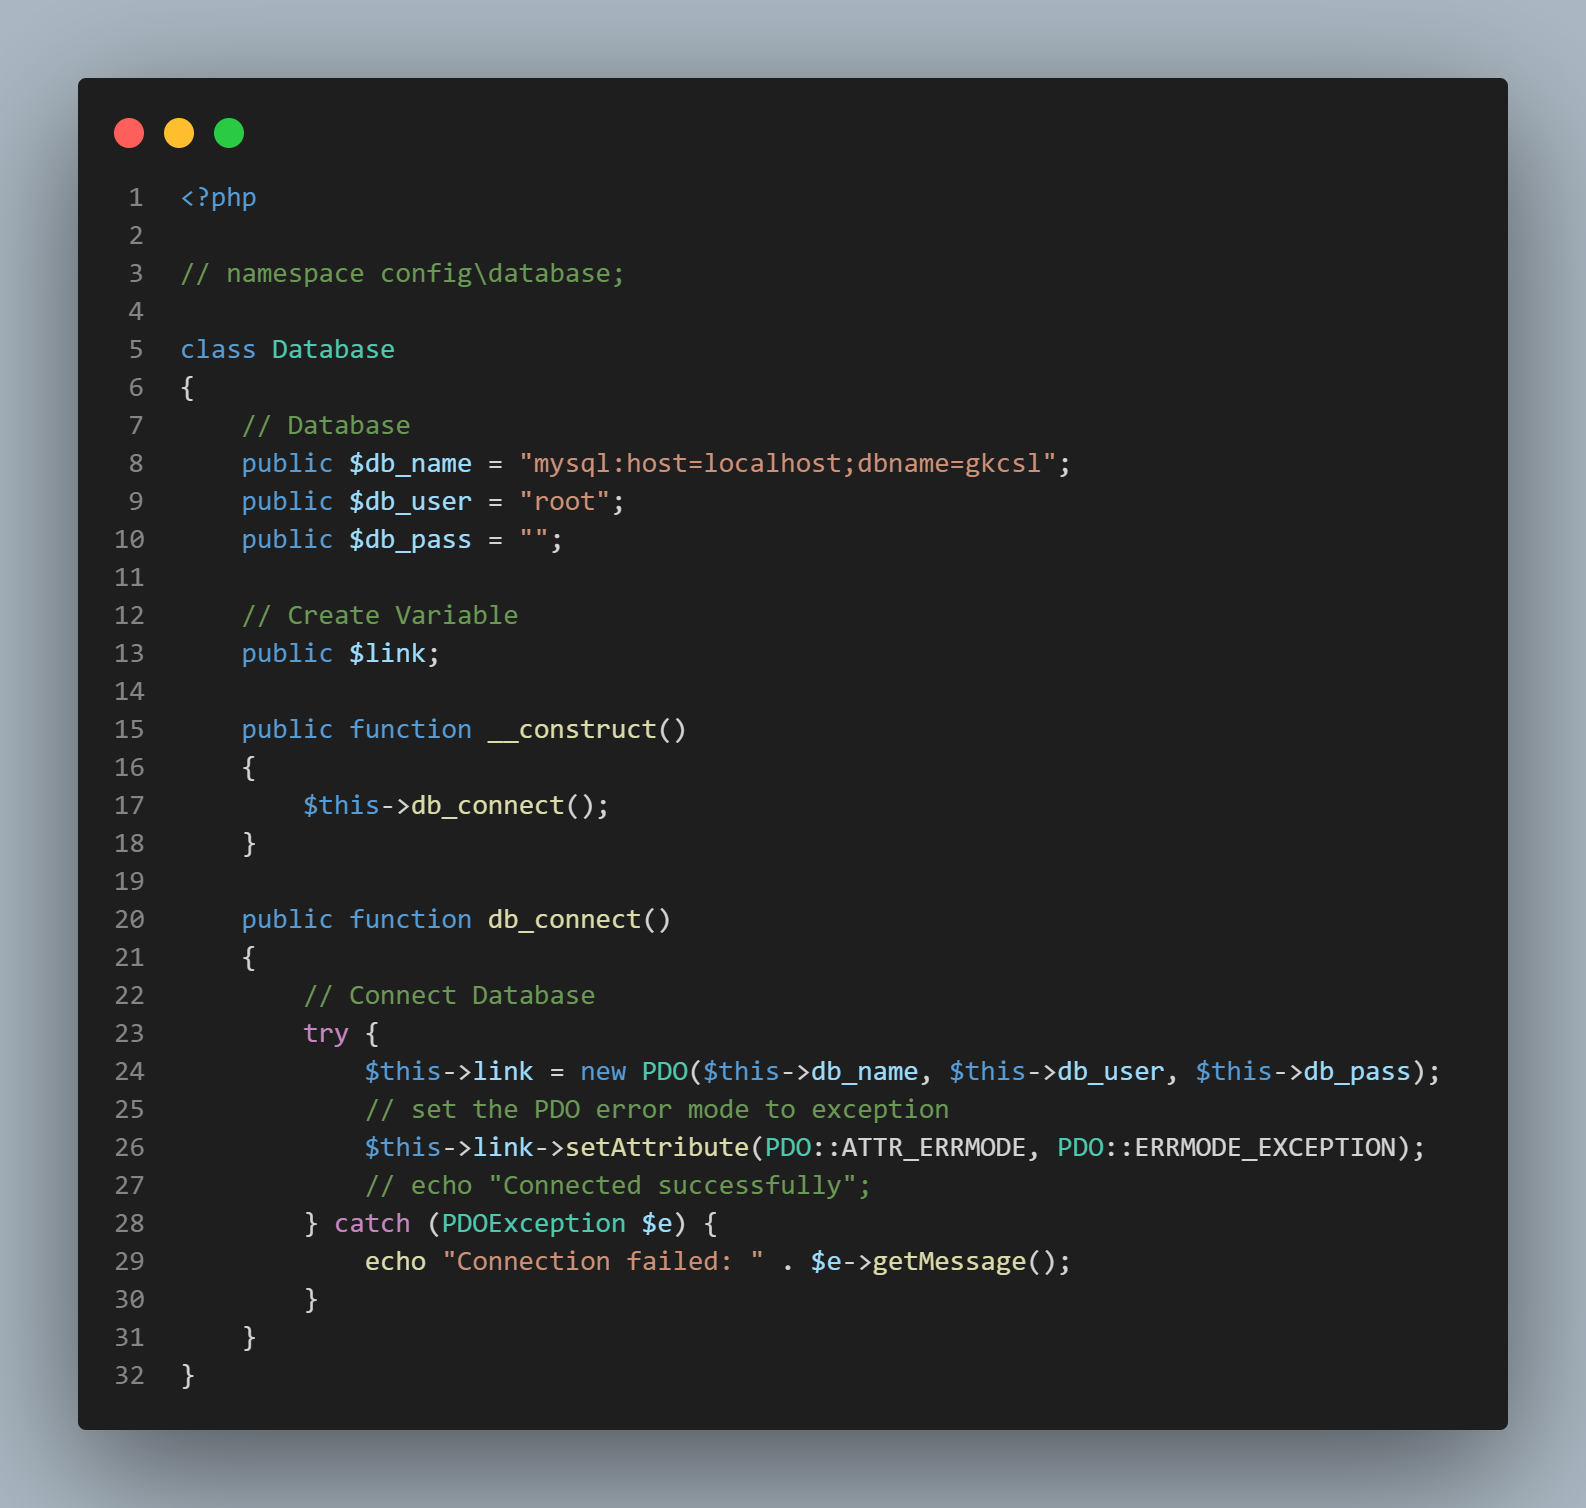 1 <?php
2
3 // namespace config\database;
4
5 class Database
6 {
7     // Database
8     public $db_name = "mysql:host=localhost;dbname=gkcsl";
9     public $db_user = "root";
10     public $db_pass = "";
11
12     // Create Variable
13     public $link;
14
15     public function __construct()
16     {
17         $this->db_connect();
18     }
19
20     public function db_connect()
21     {
22         // Connect Database
23         try {
24             $this->link = new PDO($this->db_name, $this->db_user, $this->db_pass);
25             // set the PDO error mode to exception
26             $this->link->setAttribute(PDO::ATTR_ERRMODE, PDO::ERRMODE_EXCEPTION);
27             // echo "Connected successfully";
28         } catch (PDOException $e) {
29             echo "Connection failed: " . $e->getMessage();
30         }
31     }
32 }